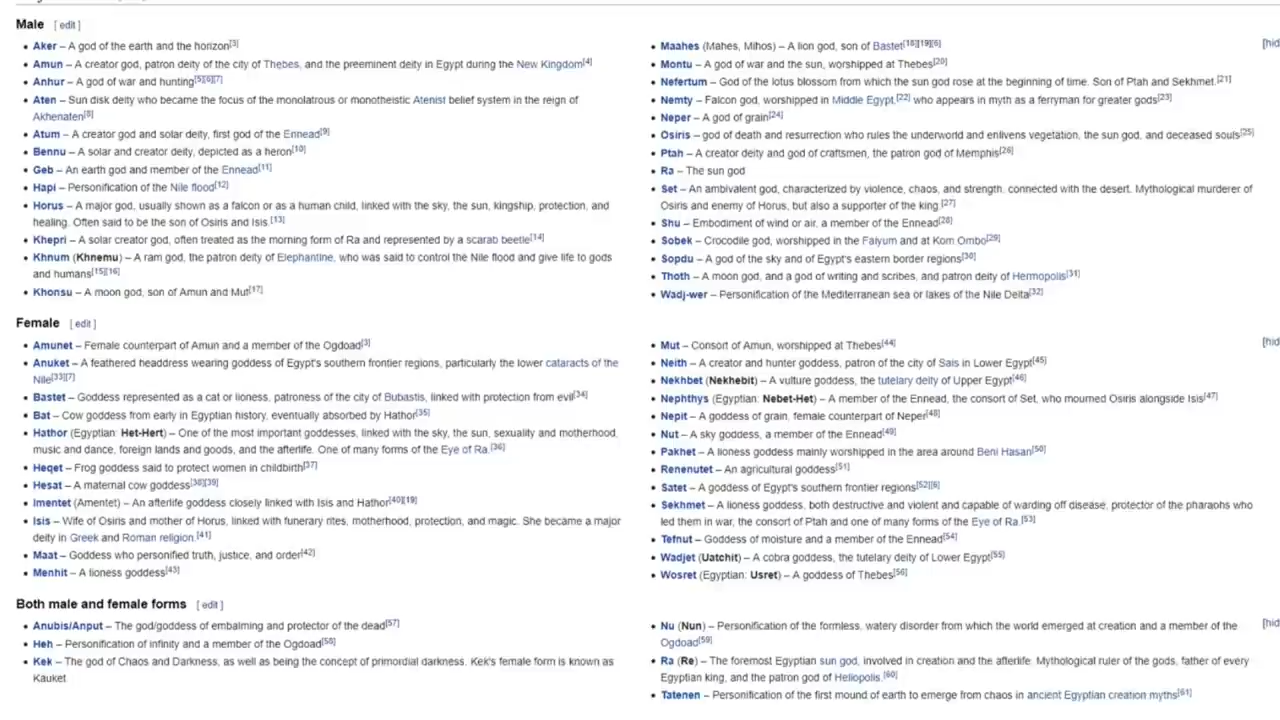 Male [ edit ]
• Aker – A god of the earth and the horizon[3]
• Amun – A creator god, patron deity of the city of Thebes, and the preeminent deity in Egypt during the New Kingdom[4]
• Anhur – A god of war and hunting[5][6][7]
• Aten – Sun disk deity who became the focus of the monolatrous or monotheistic Atenist belief system in the reign of
Akhenaten[8]
• Atum – A creator god and solar deity, first god of the Ennead[9]
• Bennu – A solar and creator deity, depicted as a heron[10]
• Geb – An earth god and member of the Ennead[11]
• Hapi – Personification of the Nile flood[12]
• Horus – A major god, usually shown as a falcon or as a human child, linked with the sky, the sun, kingship, protection, and
healing. Often said to be the son of Osiris and Isis.[13]
• Khepri – A solar creator god, often treated as the morning form of Ra and represented by a scarab beetle[14]
• Khnum (Khnemu) – A ram god, the patron deity of Elephantine, who was said to control the Nile flood and give life to gods
and humans[15][16]
• Khonsu – A moon god, son of Amun and Mut[17]
• Maahes (Mahes, Mihos) – A lion god, son of Bastet[18][19][6]
• Montu – A god of war and the sun, worshipped at Thebes[20]
• Nefertum – God of the lotus blossom from which the sun god rose at the beginning of time. Son of Ptah and Sekhmet.[21]
• Nemty – Falcon god, worshipped in Middle Egypt,[22] who appears in myth as a ferryman for greater gods[23]
• Neper – A god of grain[24]
• Osiris – god of death and resurrection who rules the underworld and enlivens vegetation, the sun god, and deceased souls[25]
• Ptah – A creator deity and god of craftsmen, the patron god of Memphis[26]
• Ra – The sun god
• Set – An ambivalent god, characterized by violence, chaos, and strength, connected with the desert. Mythological murderer of
Osiris and enemy of Horus, but also a supporter of the king.[27]
• Shu – Embodiment of wind or air, a member of the Ennead[28]
• Sobek – Crocodile god, worshipped in the Faiyum and at Kom Ombo[29]
• Sopdu – A god of the sky and of Egypt's eastern border regions[30]
• Thoth – A moon god, and a god of writing and scribes, and patron deity of Hermopolis[31]
• Wadj-wer – Personification of the Mediterranean sea or lakes of the Nile Delta[32]
[hid
Female [ edit ]
• Amunet – Female counterpart of Amun and a member of the Ogdoad[3]
• Anuket – A feathered headdress wearing goddess of Egypt's southern frontier regions, particularly the lower cataracts of the
Nile[33][7]
• Bastet – Goddess represented as a cat or lioness, patroness of the city of Bubastis, linked with protection from evil[34]
• Bat – Cow goddess from early in Egyptian history, eventually absorbed by Hathor[35]
• Hathor (Egyptian: Het-Hert) – One of the most important goddesses, linked with the sky, the sun, sexuality and motherhood,
music and dance, foreign lands and goods, and the afterlife. One of many forms of the Eye of Ra.[36]
• Heqet – Frog goddess said to protect women in childbirth[37]
• Hesat – A maternal cow goddess[38][39]
• Imentet (Amentet) – An afterlife goddess closely linked with Isis and Hathor[40][19]
• Isis – Wife of Osiris and mother of Horus, linked with funerary rites, motherhood, protection, and magic. She became a major
deity in Greek and Roman religion.[41]
• Maat – Goddess who personified truth, justice, and order[42]
• Menhit – A lioness goddess[43]
• Mut – Consort of Amun, worshipped at Thebes[44]
• Neith – A creator and hunter goddess, patron of the city of Sais in Lower Egypt[45]
• Nekhbet (Nekhebit) – A vulture goddess, the tutelary deity of Upper Egypt[46]
• Nephthys (Egyptian: Nebet-Het) – A member of the Ennead, the consort of Set, who mourned Osiris alongside Isis[47]
• Nepit – A goddess of grain, female counterpart of Neper[48]
• Nut – A sky goddess, a member of the Ennead[49]
• Pakhet – A lioness goddess mainly worshipped in the area around Beni Hasan[50]
• Renenutet – An agricultural goddess[51]
• Satet – A goddess of Egypt's southern frontier regions[52][8]
• Sekhmet – A lioness goddess, both destructive and violent and capable of warding off disease, protector of the pharaohs who
led them in war, the consort of Ptah and one of many forms of the Eye of Ra.[53]
• Tefnut – Goddess of moisture and a member of the Ennead[54]
• Wadjet (Uatchit) – A cobra goddess, the tutelary deity of Lower Egypt[55]
• Wosret (Egyptian: Usret) – A goddess of Thebes[56]
[hid
Both male and female forms [ edit ]
• Anubis/Anput – The god/goddess of embalming and protector of the dead[57]
• Heh – Personification of infinity and a member of the Ogdoad[58]
• Kek – The god of Chaos and Darkness, as well as being the concept of primordial darkness. Kek's female form is known as
Kauket
• Nu (Nun) – Personification of the formless, watery disorder from which the world emerged at creation and a member of the
Ogdoad[59]
• Ra (Re) – The foremost Egyptian sun god, involved in creation and the afterlife. Mythological ruler of the gods, father of every
Egyptian king, and the patron god of Heliopolis.[60]
• Tatenen – Personification of the first mound of earth to emerge from chaos in ancient Egyptian creation myths[61]
[hid